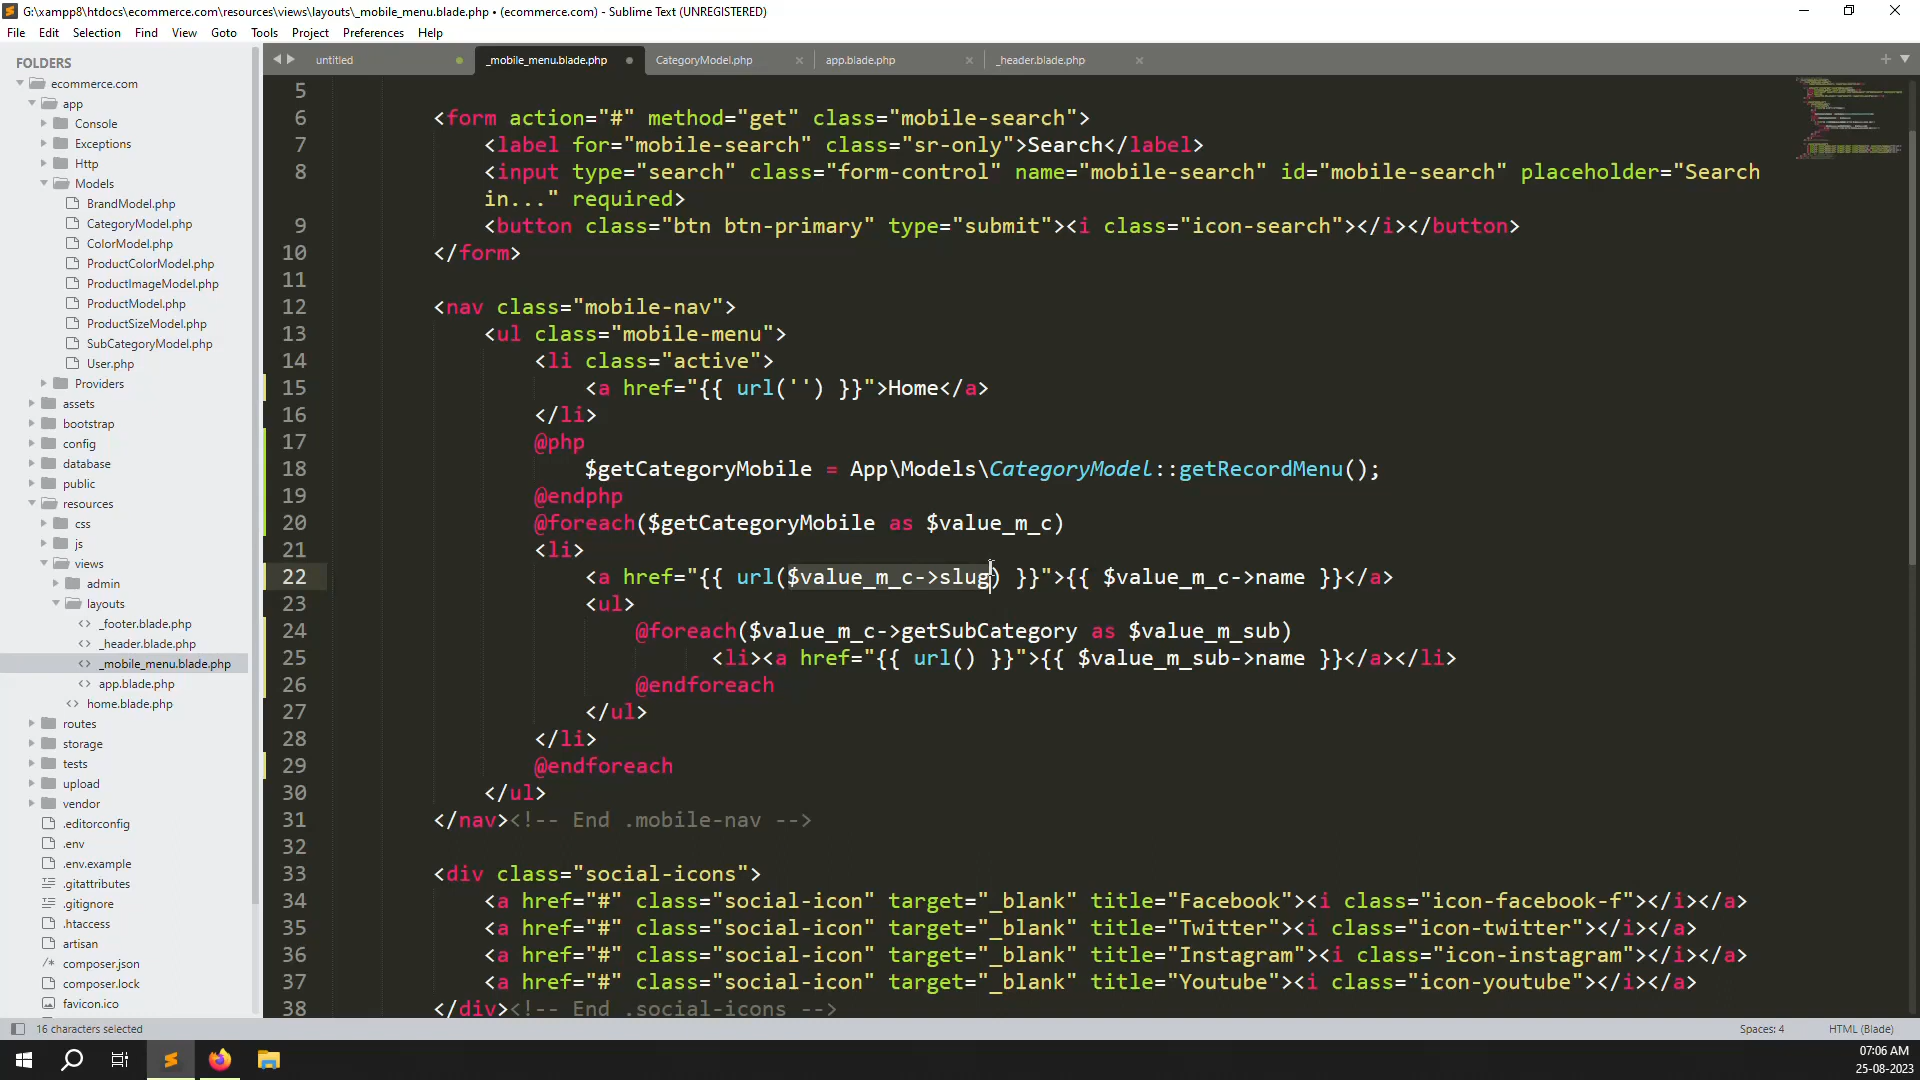 G:\xampp8\htdocs\ecommerce.com\resources\views\layouts\_mobile_menu.blade.php • (ecommerce.com) - Sublime Text (UNREGISTERED)
File Edit Selection Find View Goto Tools Project Preferences Help
FOLDERS
ecommerce.com
app
Console
Exceptions
Http
Models
BrandModel.php
CategoryModel.php
ColorModel.php
ProductColorModel.php
ProductImageModel.php
ProductModel.php
ProductSizeModel.php
SubCategoryModel.php
User.php
Providers
assets
bootstrap
config
database
public
resources
css
js
views
admin
layouts
_footer.blade.php
_header.blade.php
_mobile_menu.blade.php
app.blade.php
home.blade.php
routes
storage
tests
upload
vendor
.editorconfig
.env
.env.example
.gitattributes
.gitignore
.htaccess
artisan
composer.json
composer.lock
favicon.ico
untitled _mobile_menu.blade.php CategoryModel.php app.blade.php _header.blade.php
5
6 <form action="#" method="get" class="mobile-search">
7 <label for="mobile-search" class="sr-only">Search</label>
8 <input type="search" class="form-control" name="mobile-search" id="mobile-search" placeholder="Search
in..." required>
9 <button class="btn btn-primary" type="submit"><i class="icon-search"></i></button>
10 </form>
11
12 <nav class="mobile-nav">
13 <ul class="mobile-menu">
14 <li class="active">
15 <a href="{{ url('') }}">Home</a>
16 </li>
17 @php
18 $getCategoryMobile = App\Models\CategoryModel::getRecordMenu();
19 @endphp
20 @foreach($getCategoryMobile as $value_m_c)
21 <li>
22 <a href="{{ url($value_m_c->slug) }}">{{ $value_m_c->name }}</a>
23 <ul>
24 @foreach($value_m_c->getSubCategory as $value_m_sub)
25 <li><a href="{{ url() }}">{{ $value_m_sub->name }}</a></li>
26 @endforeach
27 </ul>
28 </li>
29 @endforeach
30 </ul>
31 </nav><!-- End .mobile-nav -->
32
33 <div class="social-icons">
34 <a href="#" class="social-icon" target="_blank" title="Facebook"><i class="icon-facebook-f"></i></a>
35 <a href="#" class="social-icon" target="_blank" title="Twitter"><i class="icon-twitter"></i></a>
36 <a href="#" class="social-icon" target="_blank" title="Instagram"><i class="icon-instagram"></i></a>
37 <a href="#" class="social-icon" target="_blank" title="Youtube"><i class="icon-youtube"></i></a>
38 </div><!-- End .social-icons -->
16 characters selected Spaces: 4 HTML (Blade)
07:06 AM
25-08-2023